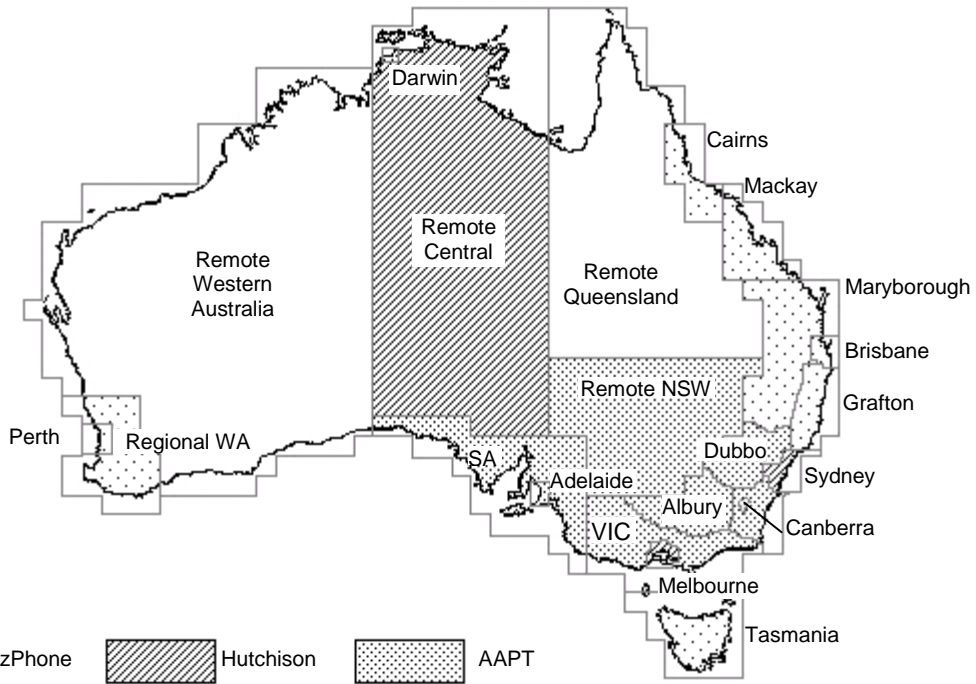 Darwin
Cairns
Mackay
Remote
Central
Remote
Western
Australia
Remote
Queensland
Maryborough
Brisbane
Remote NSW
Grafton
Perth
Regional WA
SA
Dubbo
Sydney
Adelaide
Albury
VIC
Canberra
Melbourne
Tasmania
zPhone
Hutchison
AAPT